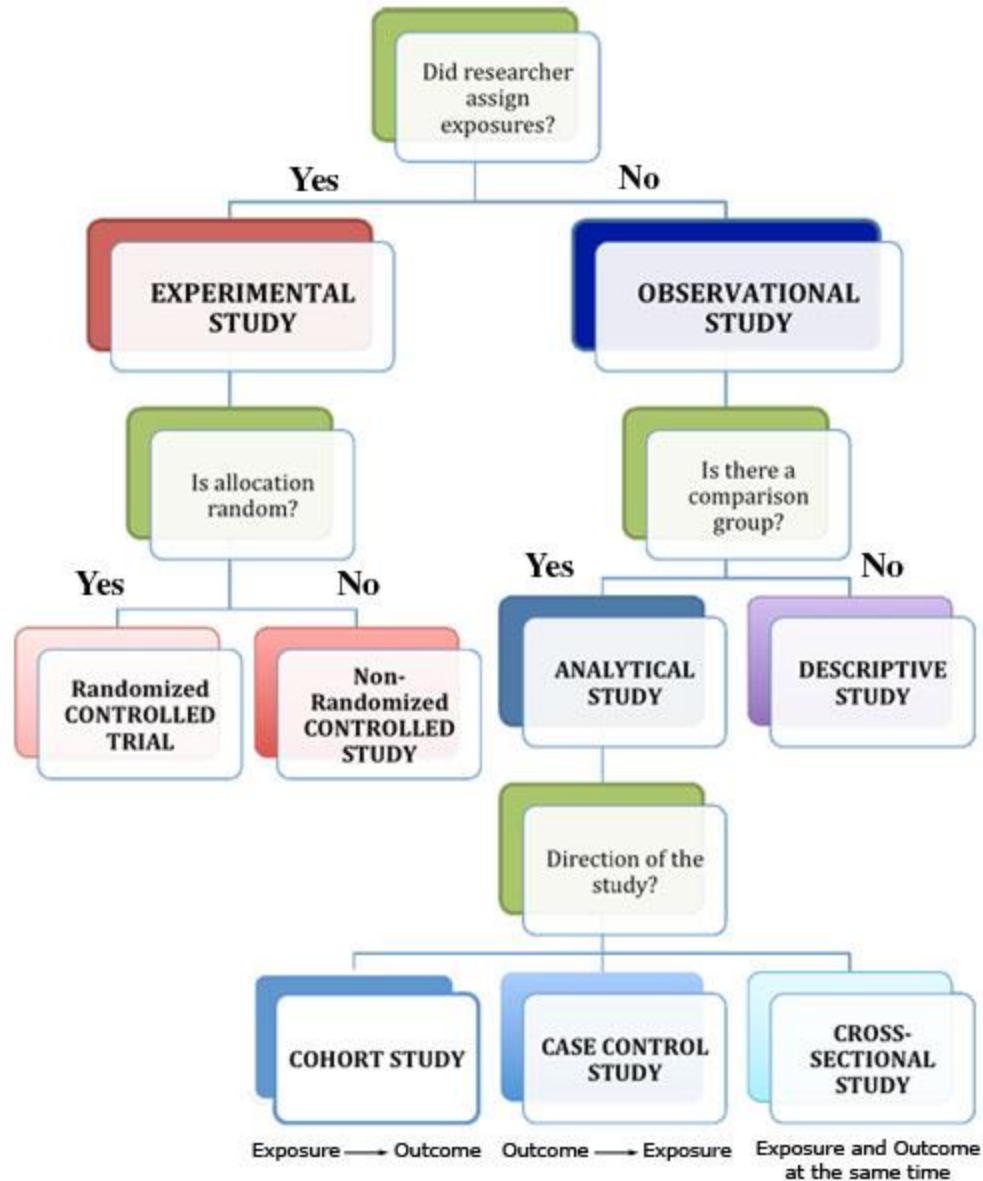 Did researcher
assign
exposures?
Yes
No
EXPERIMENTAL
STUDY
OBSERVATIONAL
STUDY
Is allocation
random?
Is there a
comparison
group?
Yes
No
Yes
No
Randomized
CONTROLLED
TRIAL
Non-
Randomized
CONTROLLED
STUDY
ANALYTICAL
STUDY
DESCRIPTIVE
STUDY
Direction of the
study?
COHORT STUDY
CASE CONTROL
STUDY
CROSS-
SECTIONAL
STUDY
Exposure → Outcome
Outcome → Exposure
Exposure and Outcome
at the same time